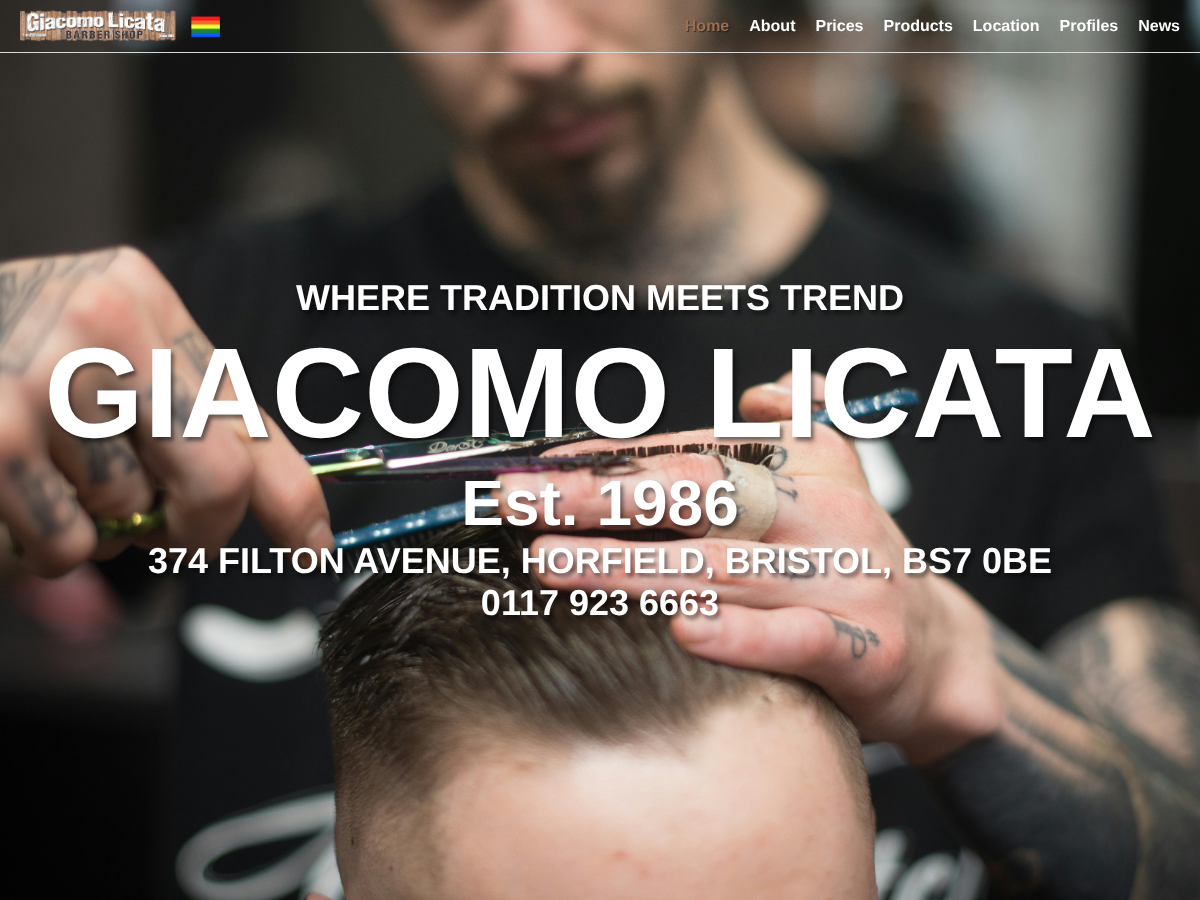 Giacomo Licata
BARBER SHOP
Home About Prices Products Location Profiles News
WHERE TRADITION MEETS TREND
GIACOMO LICATA
Est. 1986
374 FILTON AVENUE, HORFIELD, BRISTOL, BS7 0BE
0117 923 6663